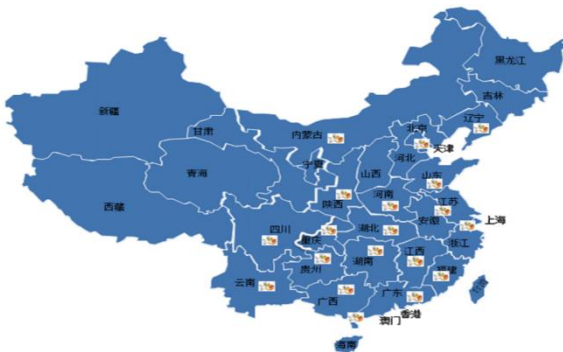 黑龙江
吉林
辽宁
新疆
甘肃
内蒙古
北京
天津
宁夏
河北
山西
山东
青海
陕西
河南
江苏
西藏
安徽
上海
四川
重庆
湖北
浙江
贵州
湖南
江西
福建
云南
广西
广东
台湾
香港
澳门
海南